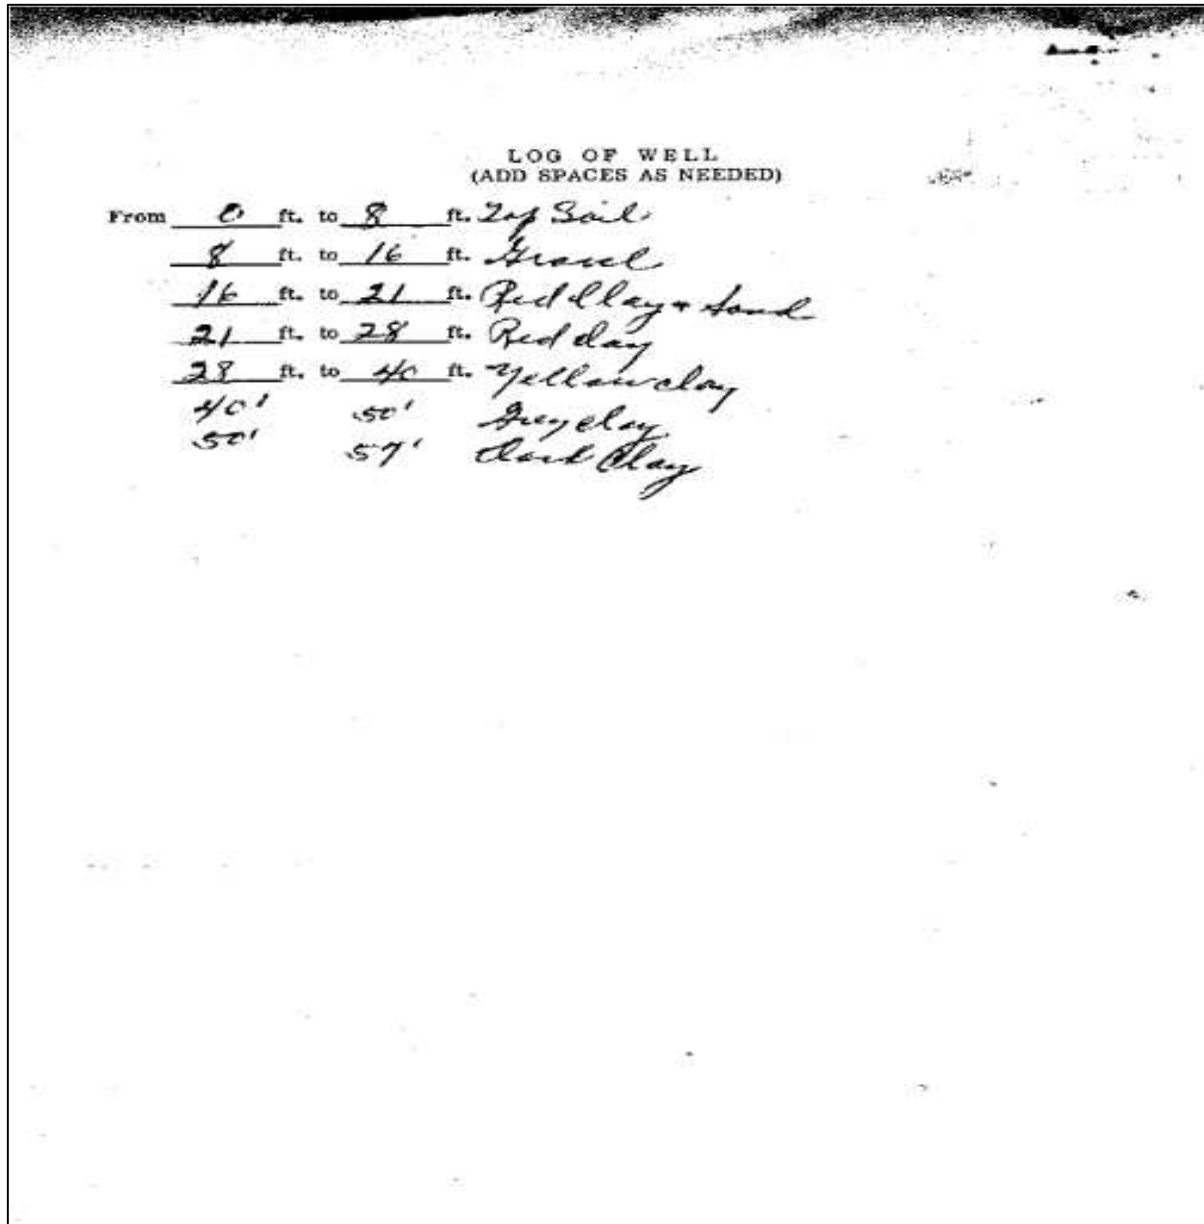 LOG OF WELL
(ADD SPACES AS NEEDED)
From 0 ft. to 8 ft. Top Soil
8 ft. to 16 ft. Gravel
16 ft. to 21 ft. Red Clay + Sand
21 ft. to 28 ft. Red clay
28 ft. to 40 ft. Yellow clay
40' 50' Grey clay
50' 57' Dark Clay